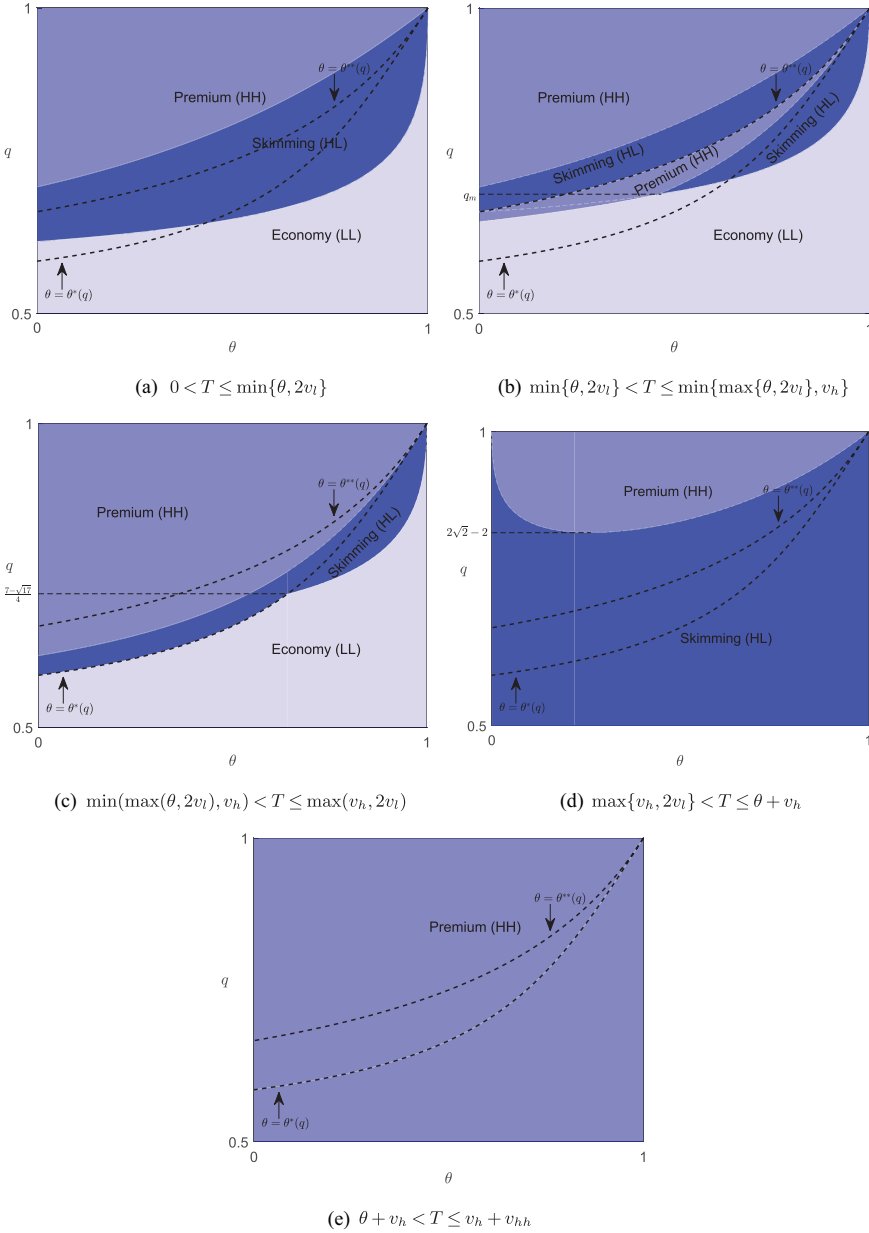 1
Premium (HH)
θ = θ**(q)
Skimming (HL)
q
Economy (LL)
θ = θ*(q)
0.5
0
1
θ
(a) 0 < T ≤ min{θ, 2v_l}
1
Premium (HH)
θ = θ**(q)
Skimming (HL)
Premium (HH)
Skimming (HL)
q
q_m
Economy (LL)
θ = θ*(q)
0.5
0
1
θ
(b) min{θ, 2v_l} < T ≤ min{max{θ, 2v_l}, v_h}
1
Premium (HH)
θ = θ**(q)
Skimming (HL)
q
7−√17
4
Economy (LL)
θ = θ*(q)
0.5
0
1
θ
(c) min(max(θ, 2v_l), v_h) < T ≤ max(v_h, 2v_l)
1
Premium (HH)
θ = θ**(q)
2√2 − 2
q
Skimming (HL)
θ = θ*(q)
0.5
0
1
θ
(d) max{v_h, 2v_l} < T ≤ θ + v_h
1
θ = θ**(q)
Premium (HH)
q
θ = θ*(q)
0.5
0
1
θ
(e) θ + v_h < T ≤ v_h + v_hh